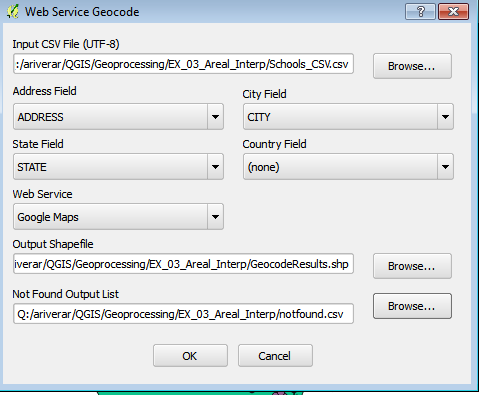 Web Service Geocode
Input CSV File (UTF-8)
:/ariverar/QGIS/Geoprocessing/EX_03_Areal_Interp/Schools_CSV.csv
Browse...
Address Field
City Field
ADDRESS
CITY
State Field
Country Field
STATE
(none)
Web Service
Google Maps
Output Shapefile
iverar/QGIS/Geoprocessing/EX_03_Areal_Interp/GeocodeResults.shp
Browse...
Not Found Output List
Q:/ariverar/QGIS/Geoprocessing/EX_03_Areal_Interp/notfound.csv
Browse...
OK
Cancel